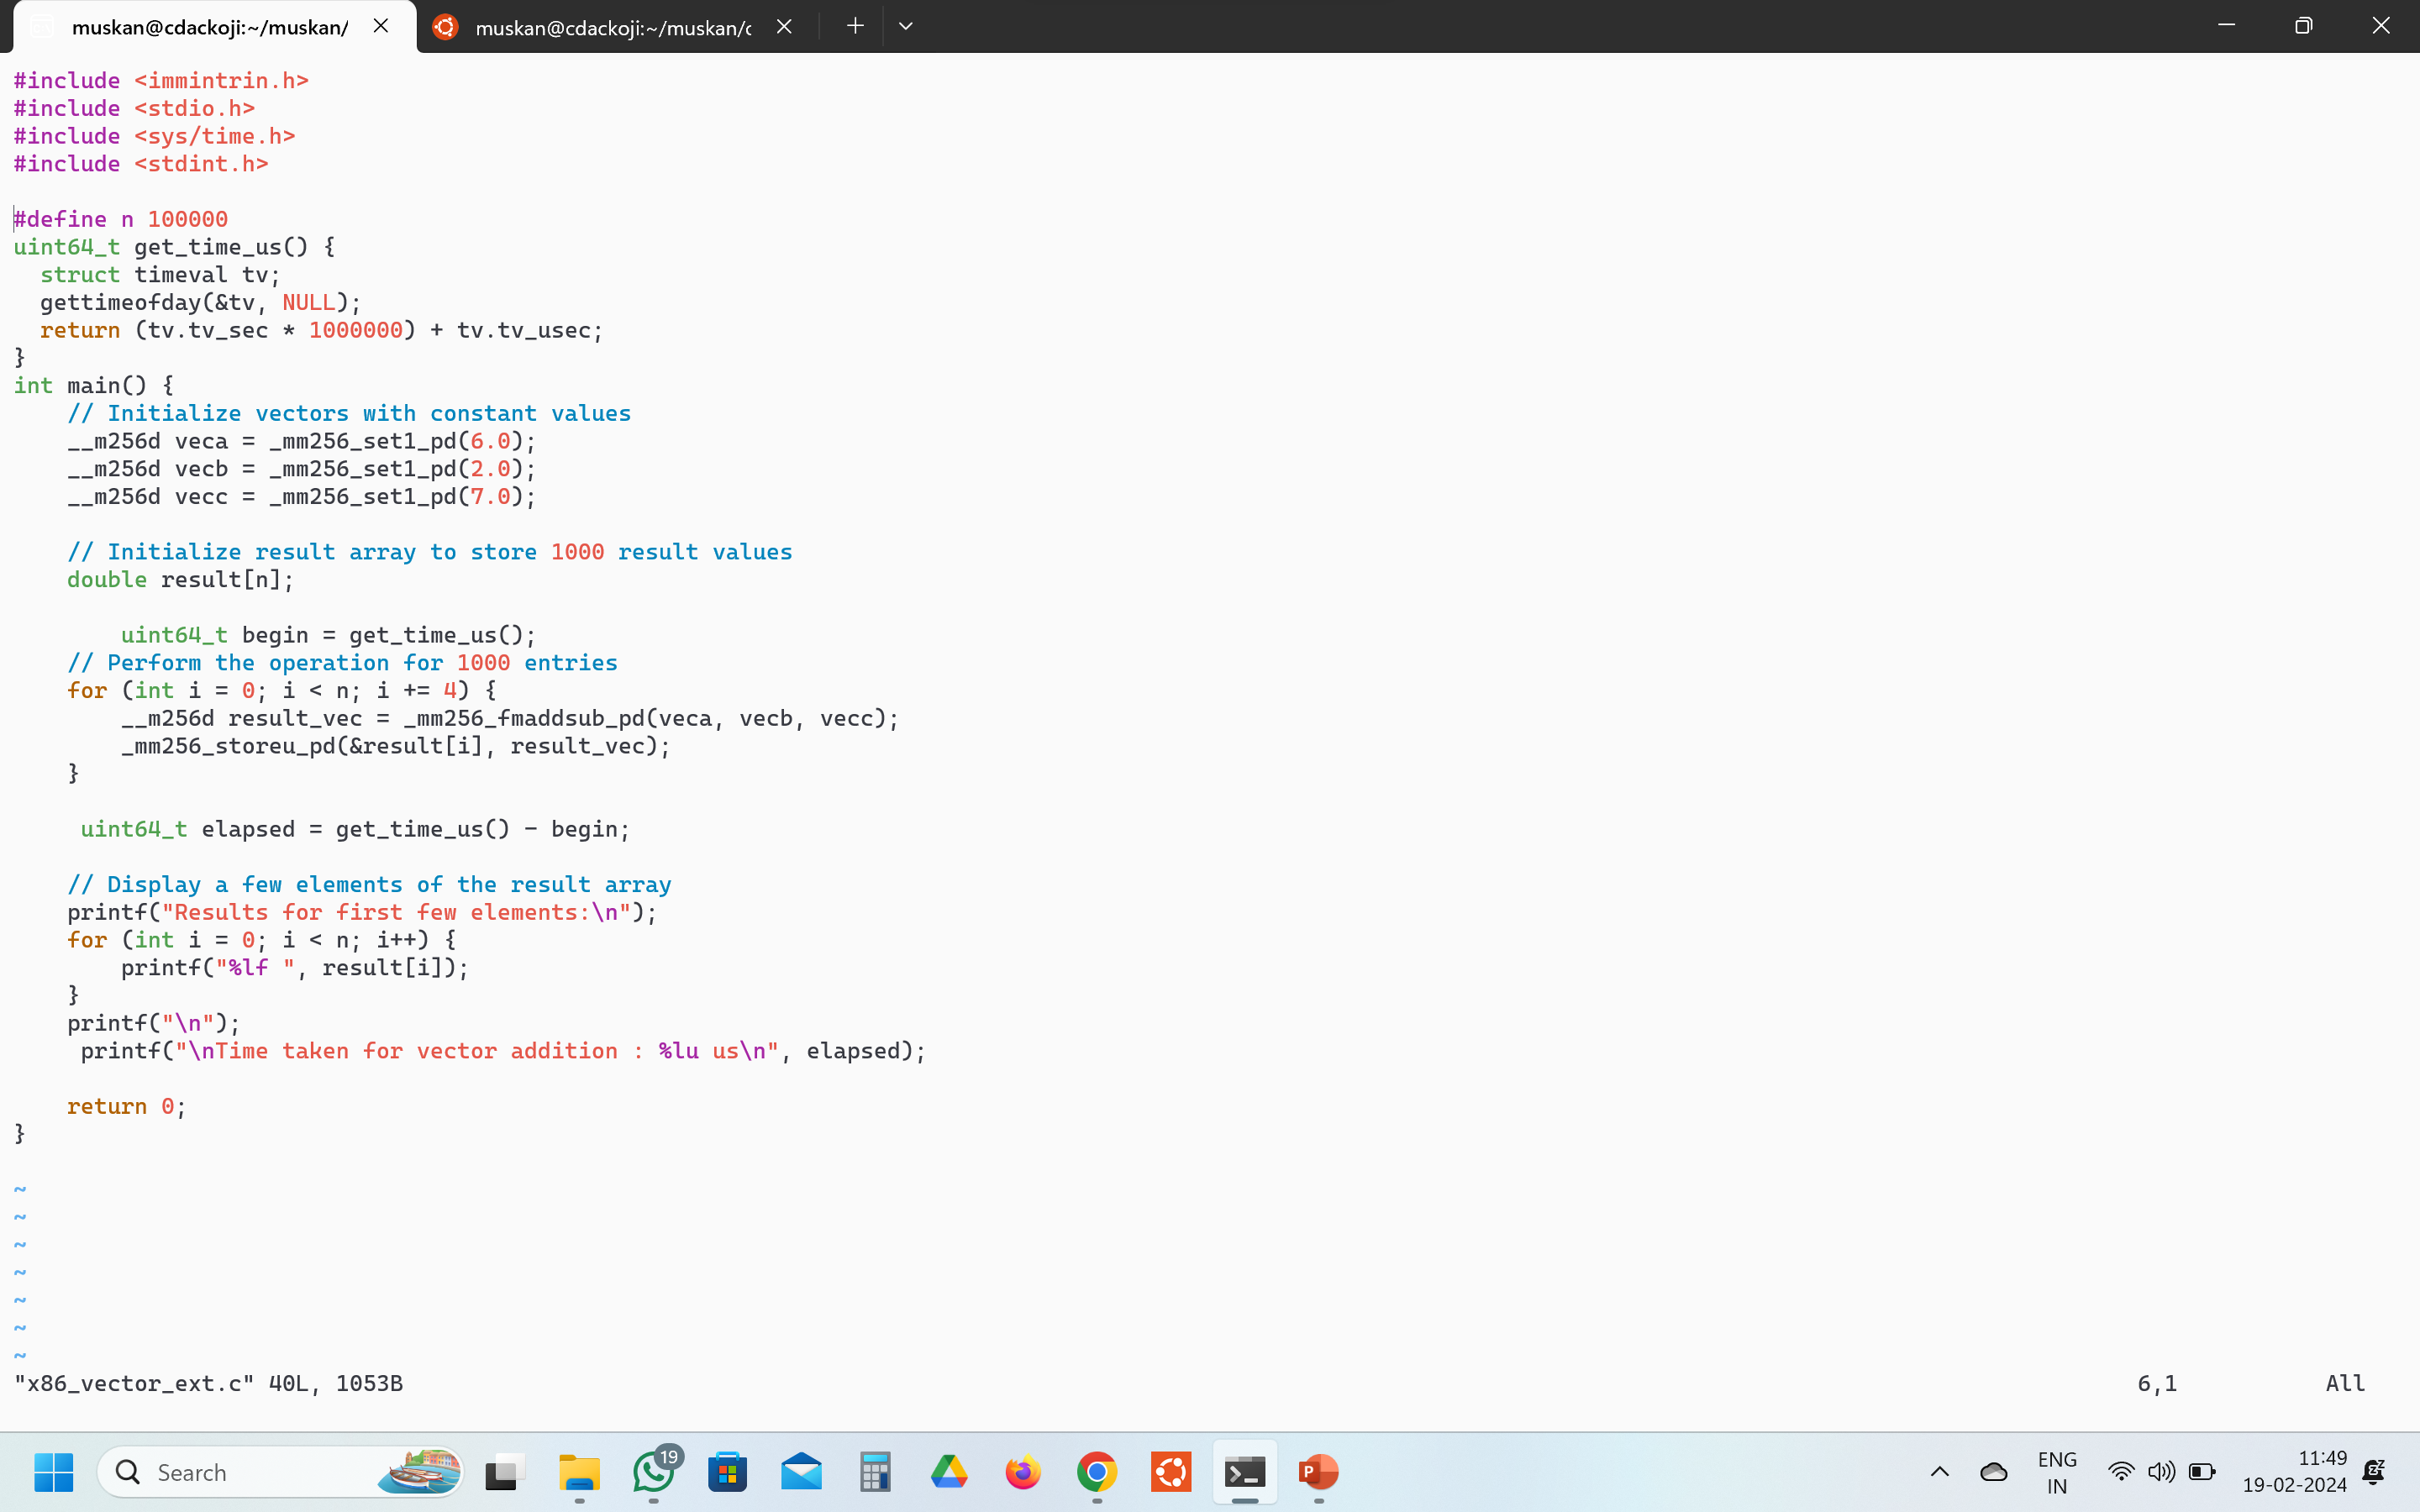 muskan@cdackoji:~/muskan/
muskan@cdackoji:~/muskan/c
#include <immintrin.h>
#include <stdio.h>
#include <sys/time.h>
#include <stdint.h>
#define n 100000
uint64_t get_time_us() {
  struct timeval tv;
  gettimeofday(&tv, NULL);
  return (tv.tv_sec * 1000000) + tv.tv_usec;
}
int main() {
    // Initialize vectors with constant values
    __m256d veca = _mm256_set1_pd(6.0);
    __m256d vecb = _mm256_set1_pd(2.0);
    __m256d vecc = _mm256_set1_pd(7.0);
    // Initialize result array to store 1000 result values
    double result[n];
        uint64_t begin = get_time_us();
    // Perform the operation for 1000 entries
    for (int i = 0; i < n; i += 4) {
        __m256d result_vec = _mm256_fmaddsub_pd(veca, vecb, vecc);
        _mm256_storeu_pd(&result[i], result_vec);
    }
     uint64_t elapsed = get_time_us() - begin;
    // Display a few elements of the result array
    printf("Results for first few elements:\n");
    for (int i = 0; i < n; i++) {
        printf("%lf ", result[i]);
    }
    printf("\n");
     printf("\nTime taken for vector addition : %lu us\n", elapsed);
    return 0;
}
~
~
~
~
~
~
~
"x86_vector_ext.c" 40L, 1053B 6,1 All
Search 19 P ENG 11:49
IN 19-02-2024